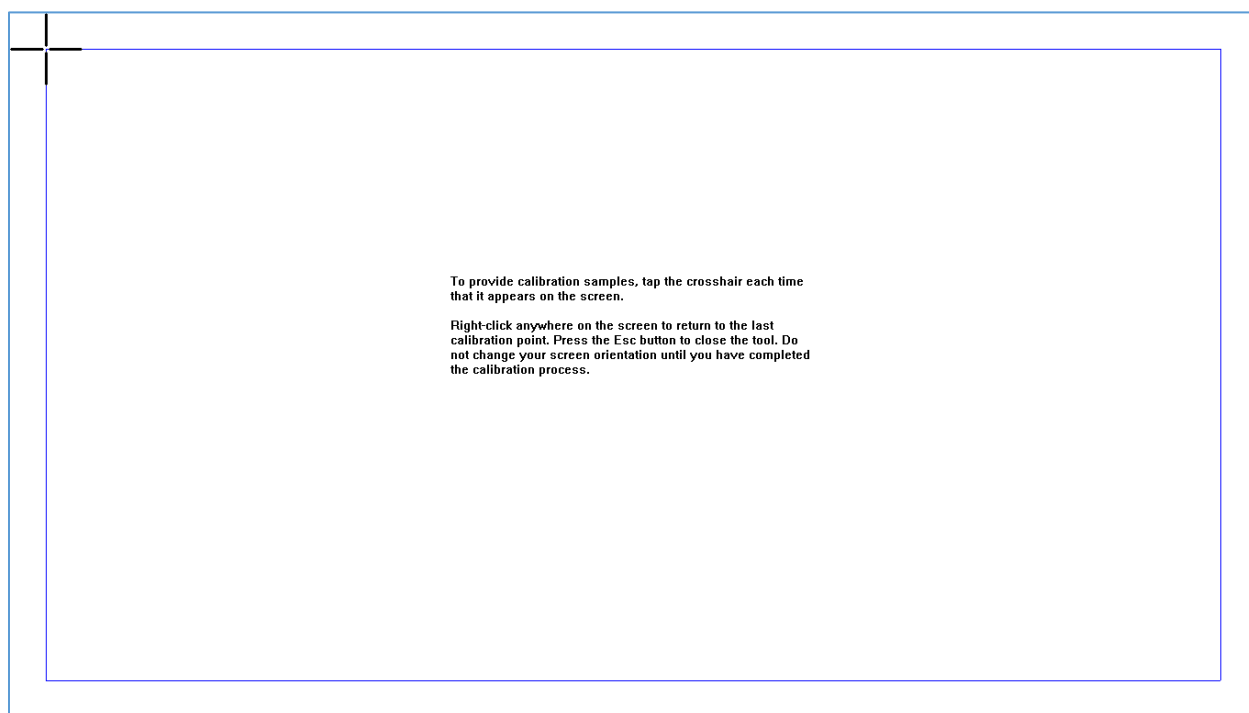 To provide calibration samples, tap the crosshair each time
that it appears on the screen.
Right-click anywhere on the screen to return to the last
calibration point. Press the Esc button to close the tool. Do
not change your screen orientation until you have completed
the calibration process.